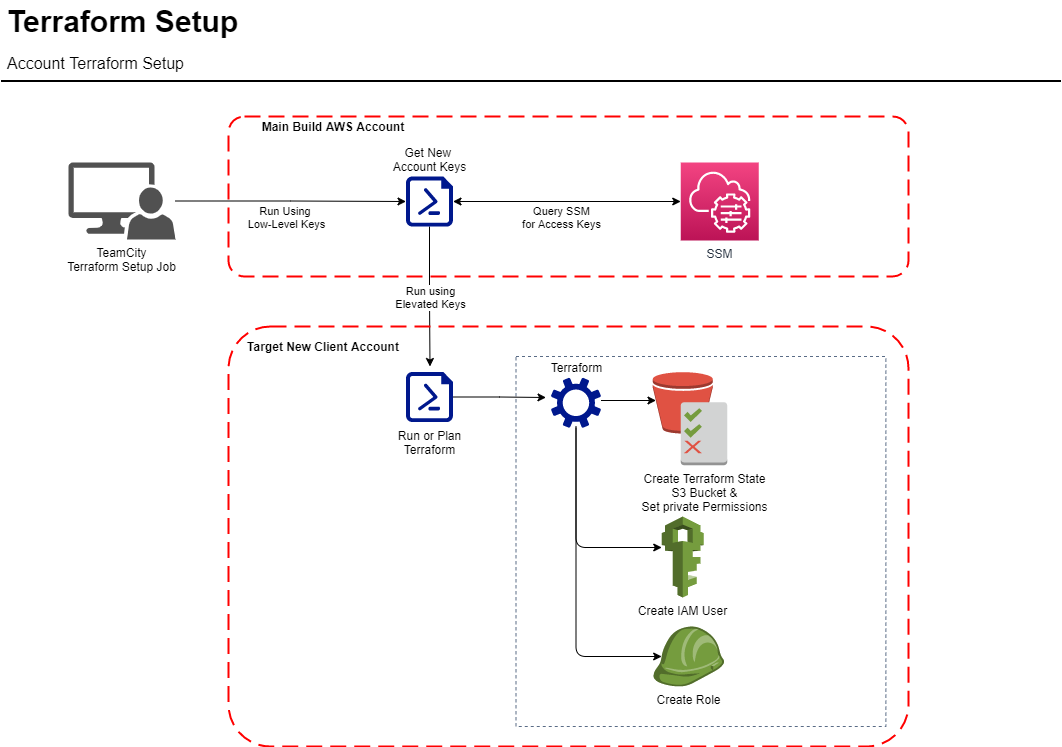 Terraform Setup
Account Terraform Setup
Main Build AWS Account
Get New
Account Keys
Run Using
Low-Level Keys
Query SSM
for Access Keys
TeamCity
Terraform Setup Job
SSM
Run using
Elevated Keys
Target New Client Account
Terraform
Run or Plan
Terraform
Create Terraform State
S3 Bucket &
Set private Permissions
Create IAM User
Create Role